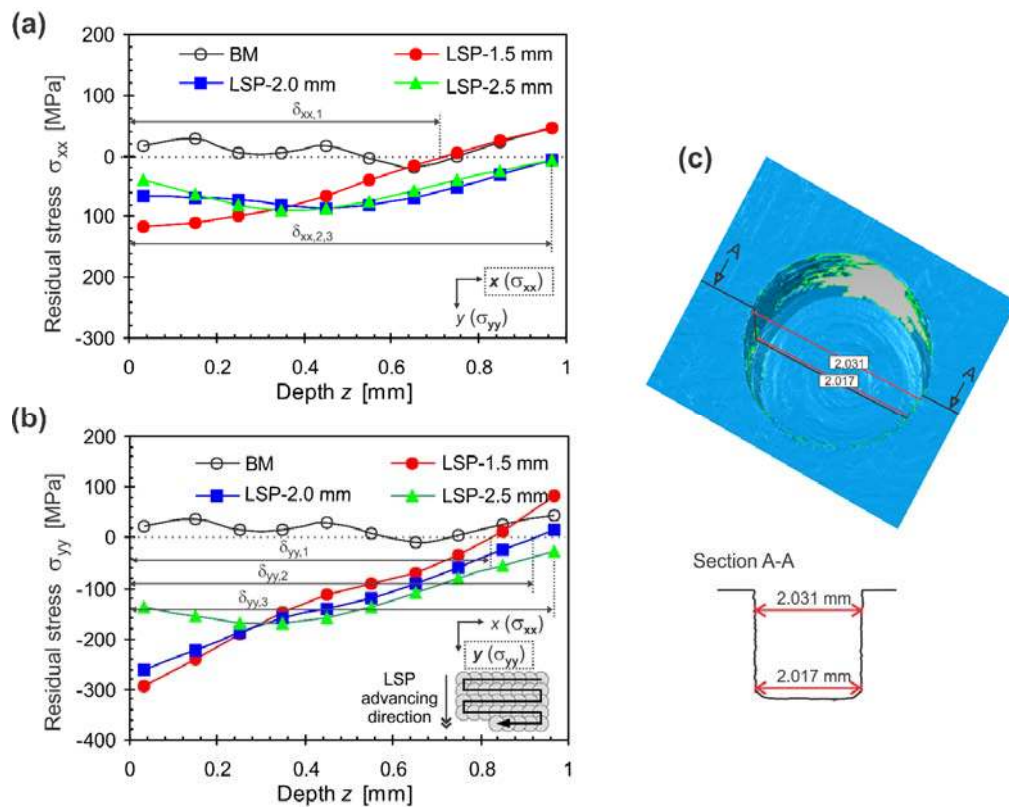 (a)
200
100
0
100
200
-300
Residual stress σxx [MPa]
BM
LSP-1.5 mm
LSP-2.0 mm
LSP-2.5 mm
δxx,1
δxx,2,3
x (σxx)
y (σyy)
0
0.2
0.4
0.6
0.8
1
Depth z [mm]
(b)
200
100
0
-100
-200
-300
-400
Residual stress σyy [MPa]
BM
LSP-1.5 mm
LSP-2.0 mm
LSP-2.5 mm
δyy,1
δyy,2
δyy,3
x (σxx)
y (σyy)
LSP
advancing
direction
0
0.2
0.4
0.6
0.8
1
Depth z [mm]
(c)
A
A
2.031
2.017
Section A-A
2.031 mm
2.017 mm